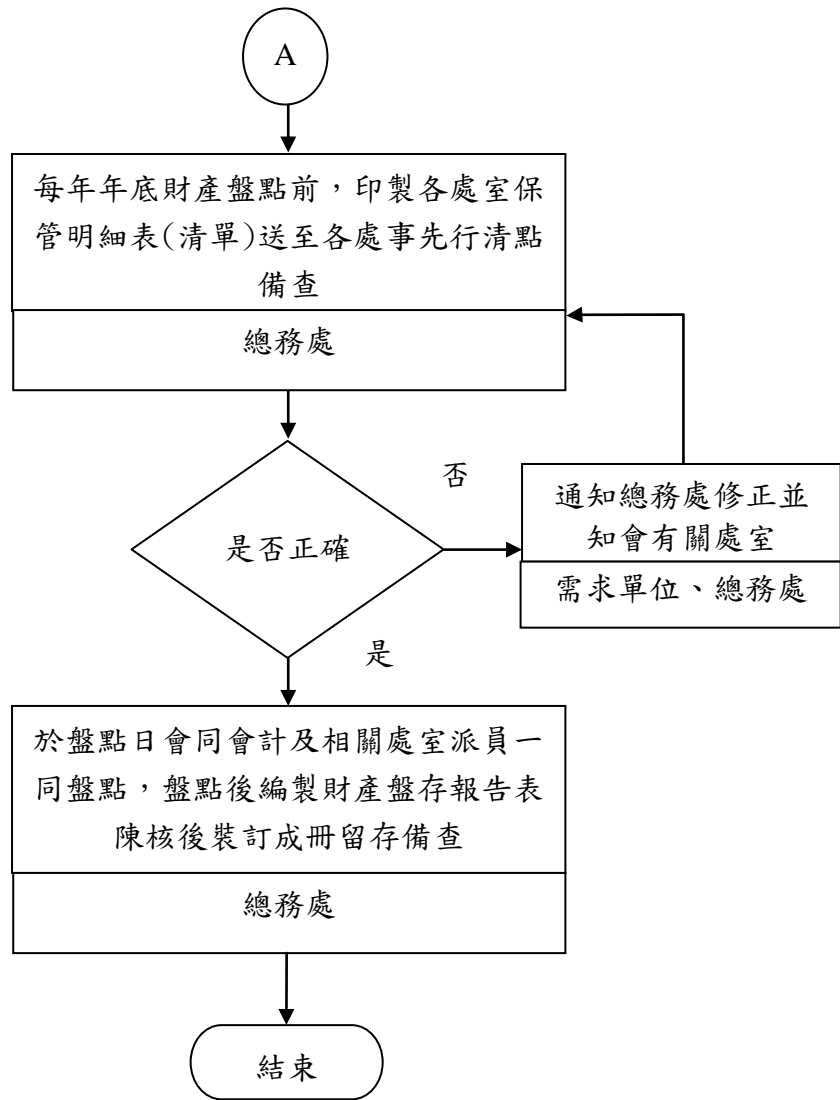 A
每年年底財產盤點前，印製各處室保
管明細表(清單)送至各處事先行清點
備查
總務處
否
是否正確
通知總務處修正並
知會有關處室
需求單位、總務處
是
於盤點日會同會計及相關處室派員一
同盤點，盤點後編製財產盤存報告表
陳核後裝訂成冊留存備查
總務處
結束